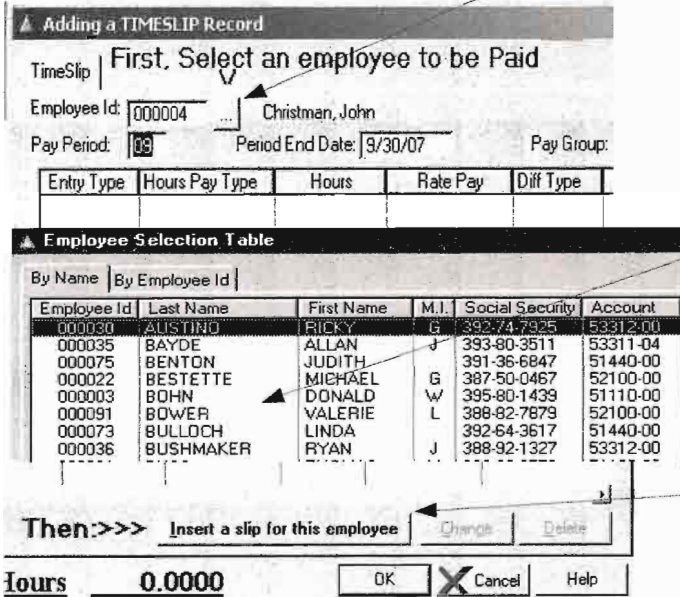 Adding a TIMESLIP Record
First, Select an employee to be Paid
TimeSlip
Employee Id: 000004 ... Christman, John
Pay Period: 09 Period End Date: 9/30/07 Pay Group:
Entry Type Hours Pay Type Hours Rate Pay Diff Type
Employee Selection Table
By Name By Employee Id
Employee Id Last Name First Name M.I. Social Security Account
000030 AUSTINO RICKY G 392-74-7925 53312-00
000035 BAYDE ALLAN J 393-80-3511 53311-04
000075 BENTON JUDITH 391-36-6847 51440-00
000022 BESTETTE MICHAEL G 387-50-0467 52100-00
000003 BOHN DONALD W 395-80-1439 51110-00
000091 BOWER VALERIE L 388-82-7879 52100-00
000073 BULLOCH LINDA 392-64-3617 51440-00
000036 BUSHMAKER RYAN J 388-92-1327 53312-00
Then:>>> Insert a slip for this employee Change Delete
Hours 0.0000 OK Cancel Help